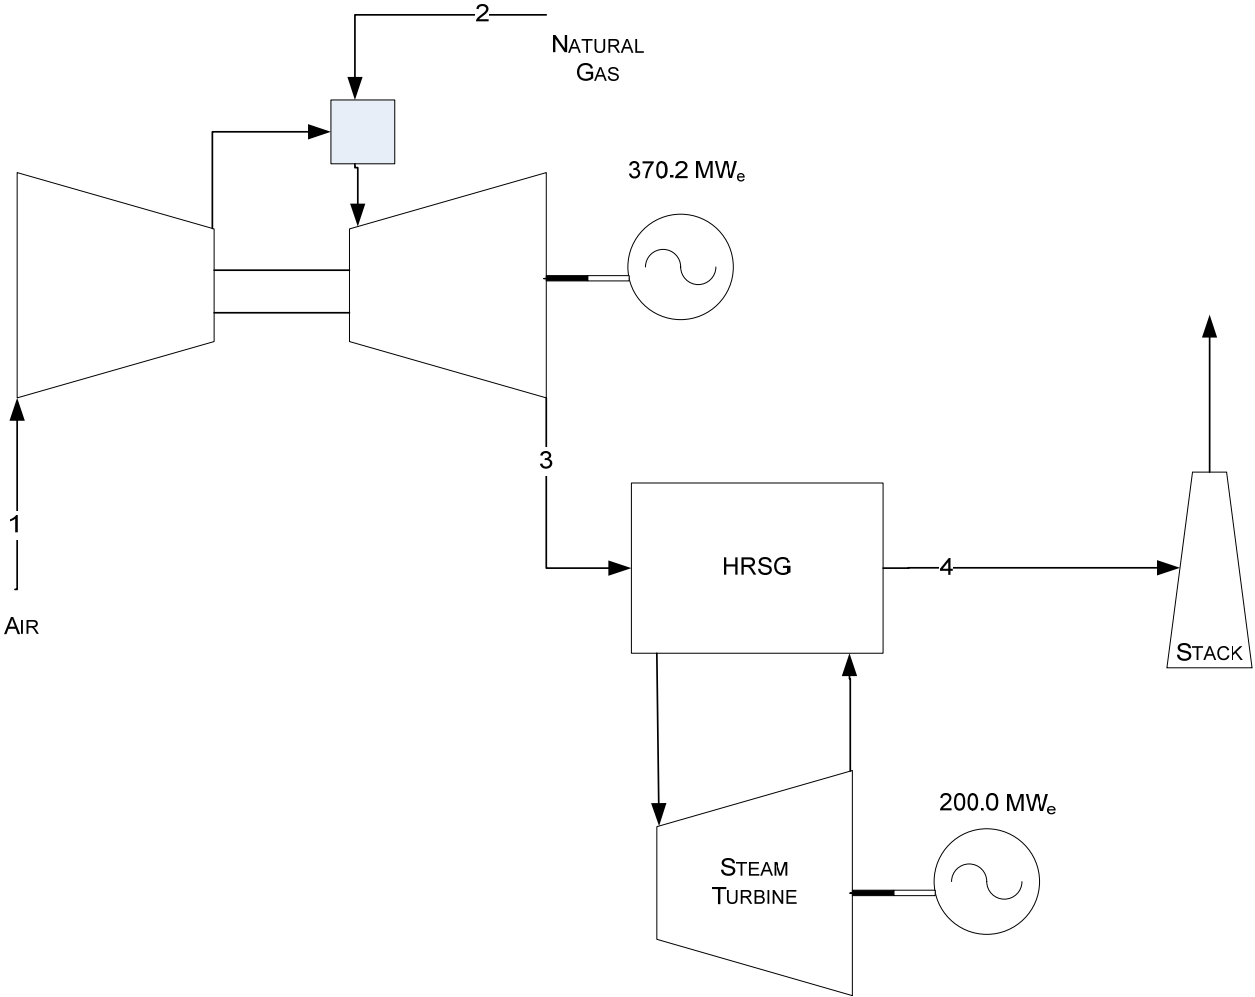 2
NATURAL
GAS
370.2 MWe
3
1
HRSG
4
AIR
STACK
200.0 MWe
STEAM
TURBINE